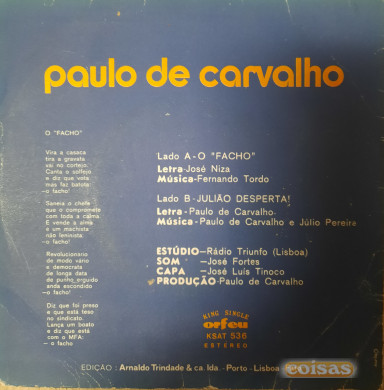 paulo de carvalho
O "FACHO"
Vira a casaca
tira a gravata
vai no cortejo.
Canta o solfejo
e diz que vota
mas faz batota
-o facho!
Saneia o chefe
que o compromete
com toda a calma.
E vende a alma
e um machista
não leninista
-o facho!
Revolucionario
de modo vário
e democrata
de longa data
de punho erguido
anda escondido
-o facho!
Diz que foi preso
e que está teso
no sindicato.
Lança um boato
e diz que está
com o MFA:
-o facho
Lado A-O "FACHO"
Letra-José Niza
Música-Fernando Tordo
Lado B-JULIÃO DESPERTA!
Letra-Paulo de Carvalho
Música-Paulo de Carvalho e Júlio Pereira
ESTÚDIO-Rádio Triunfo (Lisboa)
SOM-José Fortes
CAPA-José Luís Tinoco
PRODUÇÃO-Paulo de Carvalho
KING SINGLE
orfeu
KSAT 536
ESTÉREO
EDIÇÃO: Arnaldo Trindade & ca. lda.-Porto-Lisboa
coisas